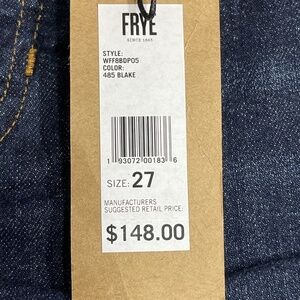 FRYE
SINCE 1863
STYLE:
WFF8BDP05
COLOR:
485 BLAKE
1 93072 00183 6
SIZE: 27
MANUFACTURERS
SUGGESTED RETAIL PRICE:
$148.00